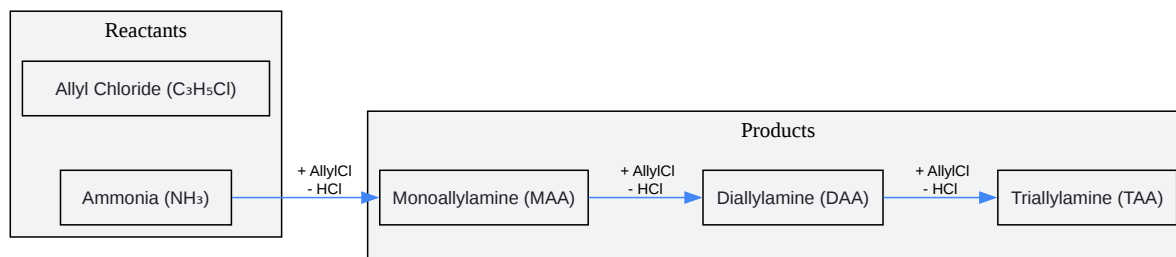 Reactants
Allyl Chloride (C₃H₅Cl)
Products
+ AllylCl
- HCl
+ AllylCl
- HCl
+ AllylCl
- HCl
Ammonia (NH₃)
Monoallylamine (MAA)
Diallylamine (DAA)
Triallylamine (TAA)